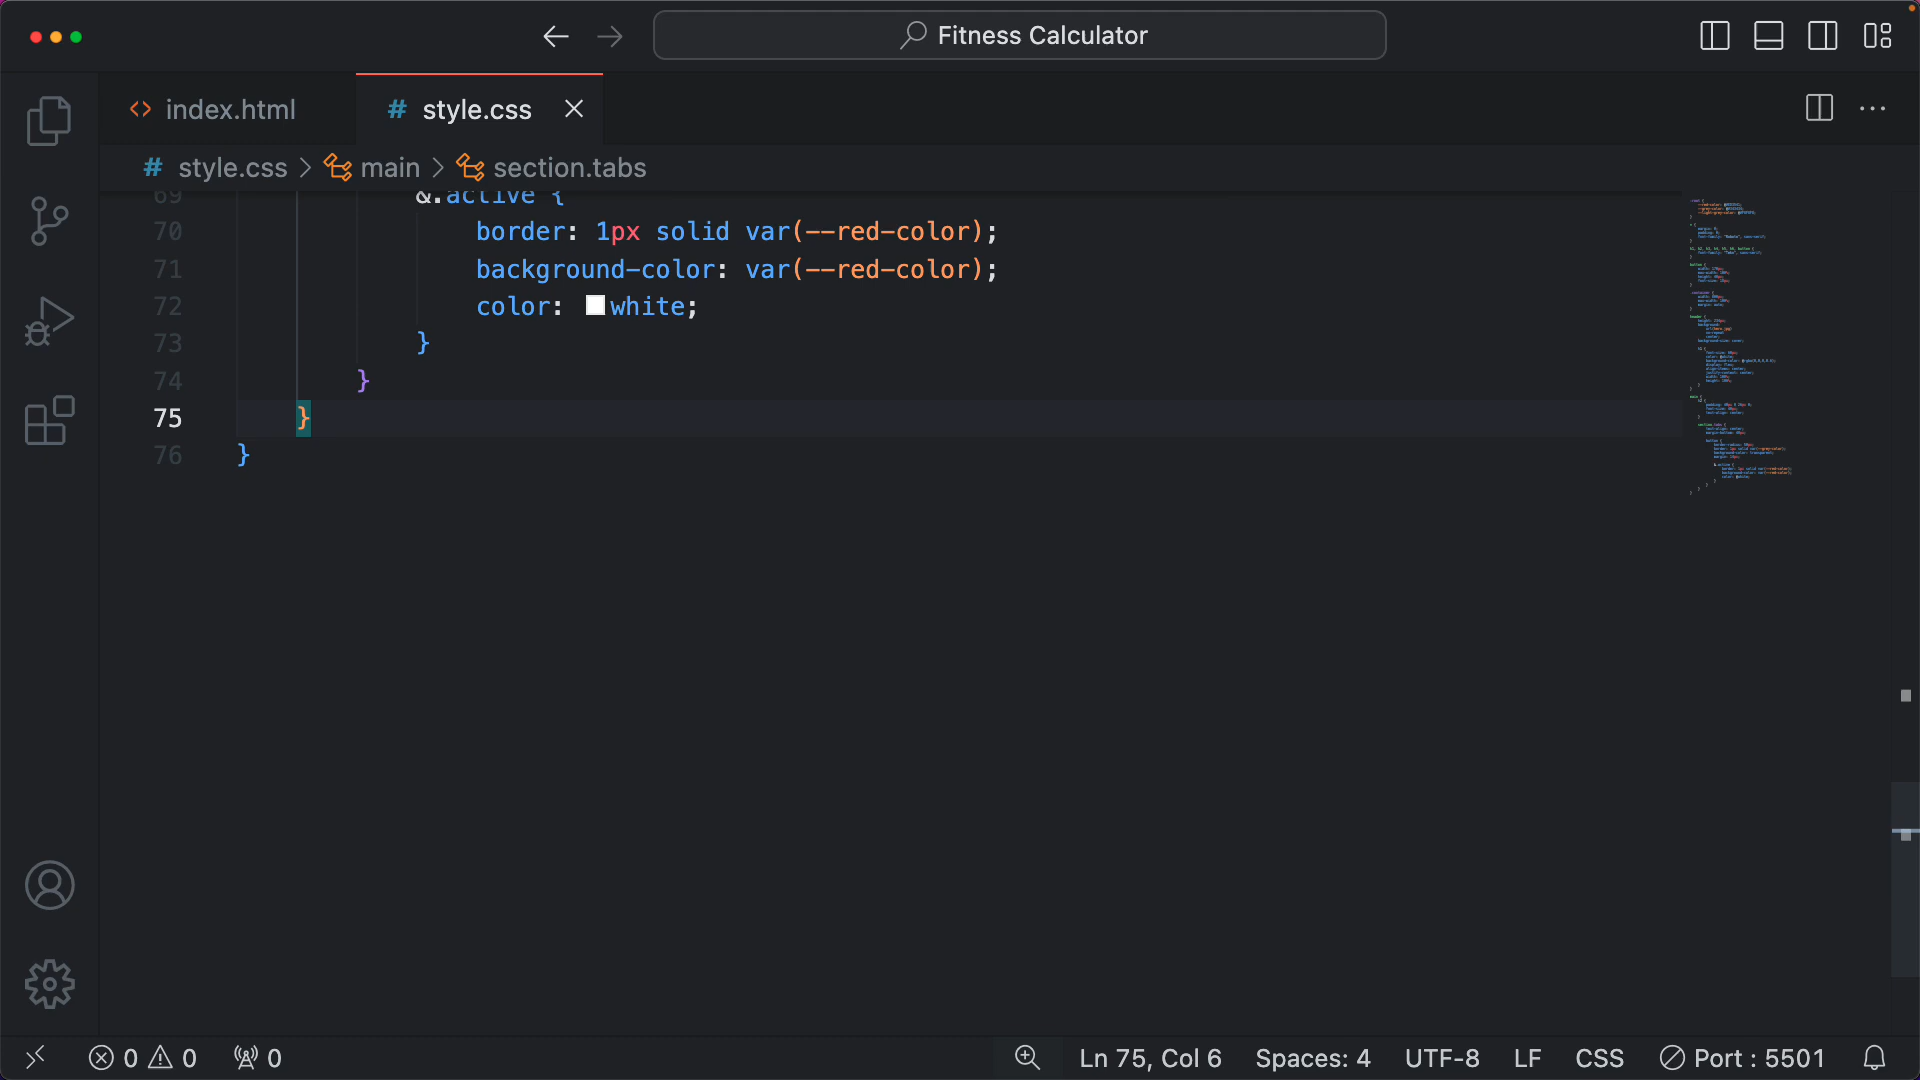 Fitness Calculator
index.html
# style.css
# style.css > main > section.tabs
69 &.active {
70 border: 1px solid var(--red-color);
71 background-color: var(--red-color);
72 color: white;
73 }
74 }
75 }
76 }
0 0 0 Ln 75, Col 6 Spaces: 4 UTF-8 LF CSS Port : 5501